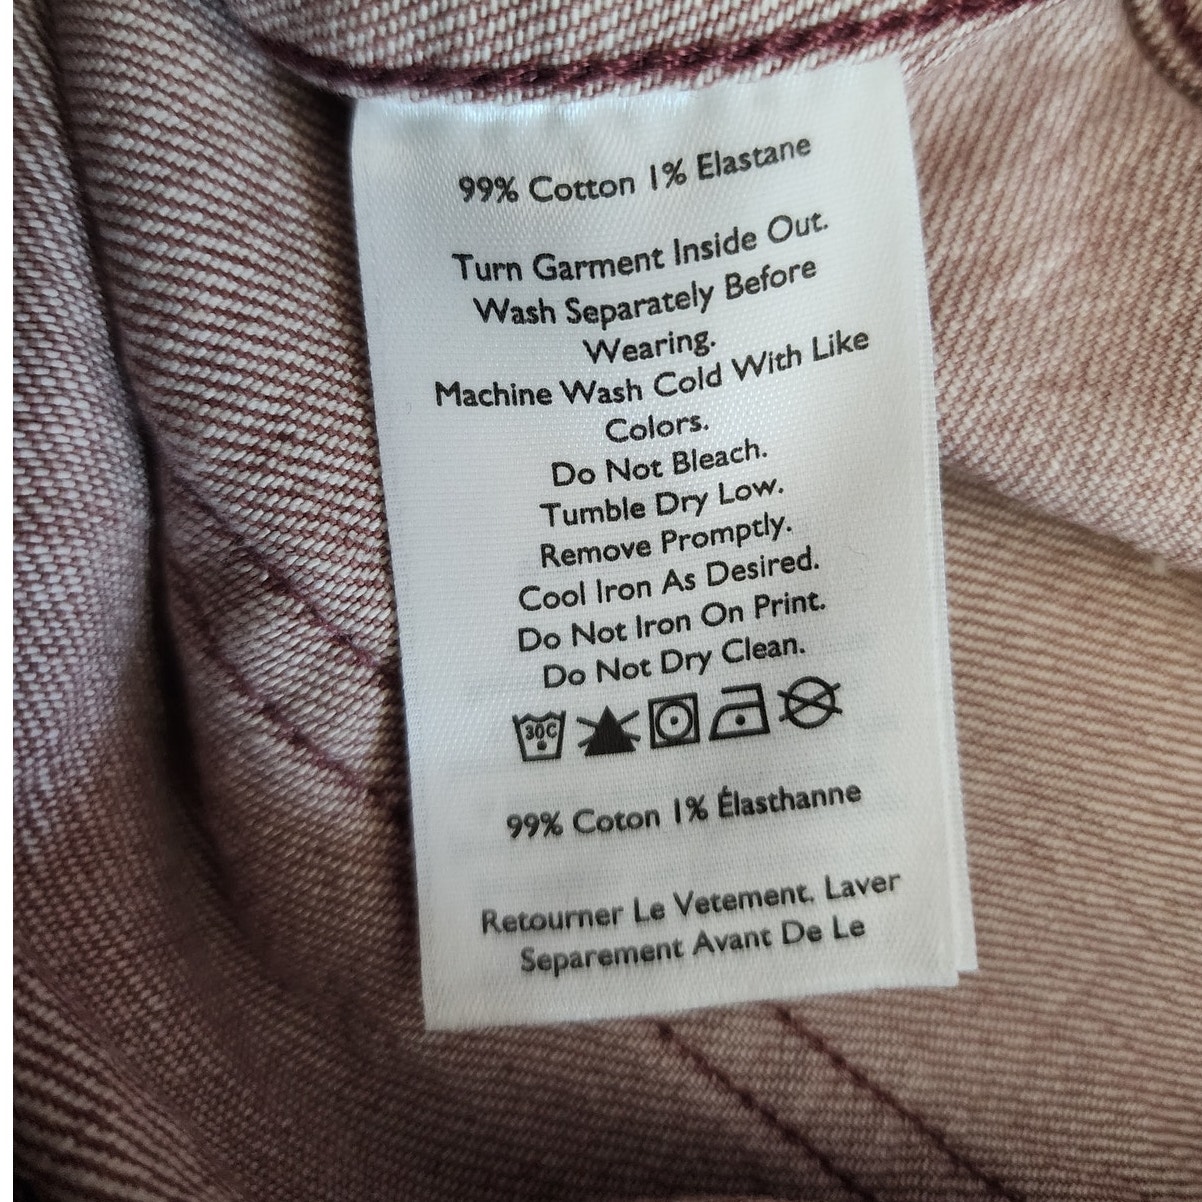 99% Cotton 1% Elastane
Turn Garment Inside Out.
Wash Separately Before
Wearing.
Machine Wash Cold With Like
Colors.
Do Not Bleach.
Tumble Dry Low.
Remove Promptly.
Cool Iron As Desired.
Do Not Iron On Print.
Do Not Dry Clean.
30C
99% Coton 1% Élasthanne
Retourner Le Vetement. Laver
Separement Avant De Le